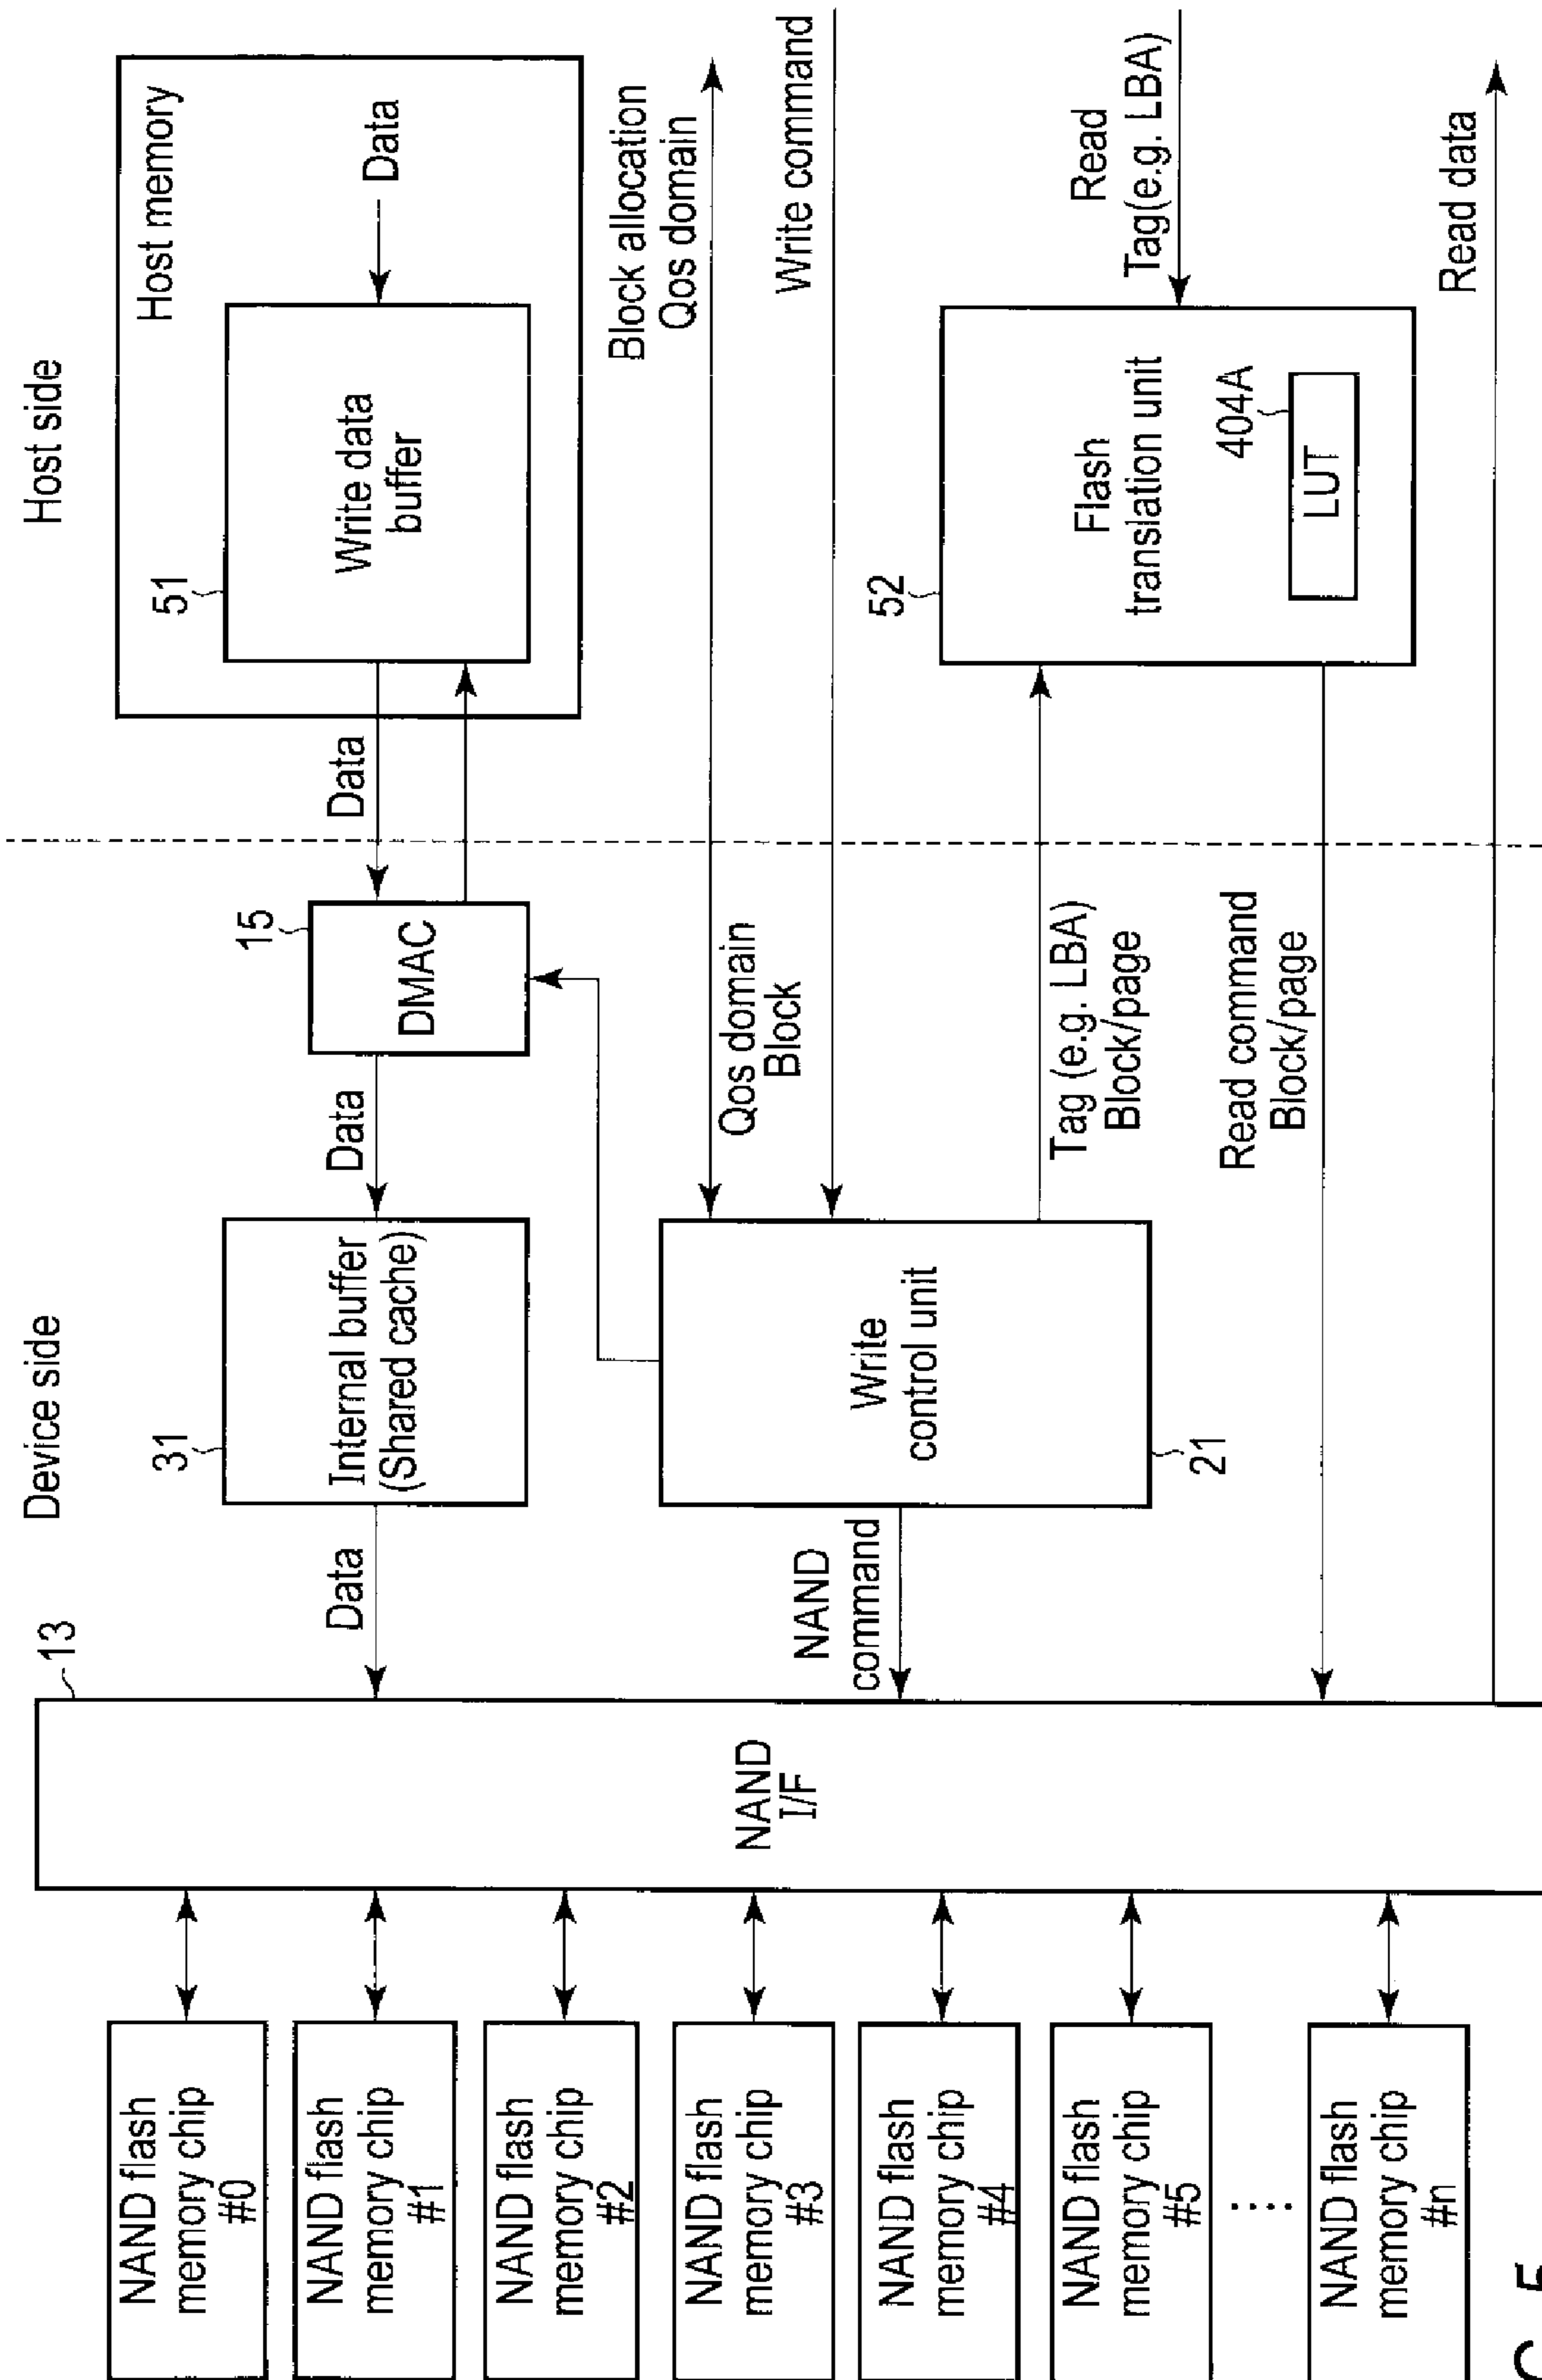 Device side
Host side
Host memory
Data
Write data
buffer
51
Data
15
DMAC
Data
31
Internal buffer
(Shared cache)
Data
13
NAND
I/F
Block allocation
Qos domain
Qos domain
Block
Write command
Write
control unit
21
NAND
command
Tag (e.g. LBA)
Block/page
52
Flash
translation unit
404A
LUT
Read
Tag(e.g. LBA)
Read command
Block/page
Read data
NAND flash
memory chip
#0
NAND flash
memory chip
#1
NAND flash
memory chip
#2
NAND flash
memory chip
#3
NAND flash
memory chip
#4
NAND flash
memory chip
#5
NAND flash
memory chip
#n